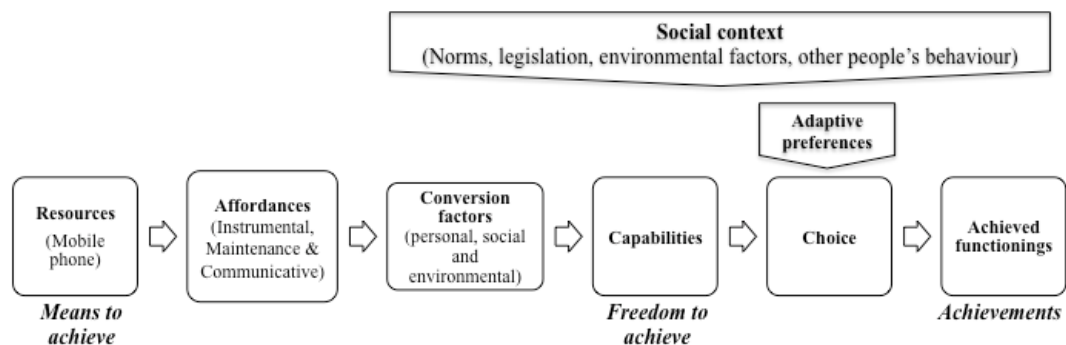 Social context
(Norms, legislation, environmental factors, other people's behaviour)
Adaptive
preferences
Resources
(Mobile
phone)
Means to
achieve
Affordances
(Instrumental,
Maintenance &
Communicative)
Conversion
factors
(personal, social
and
environmental)
Capabilities
Freedom to
achieve
Choice
Achieved
functionings
Achievements